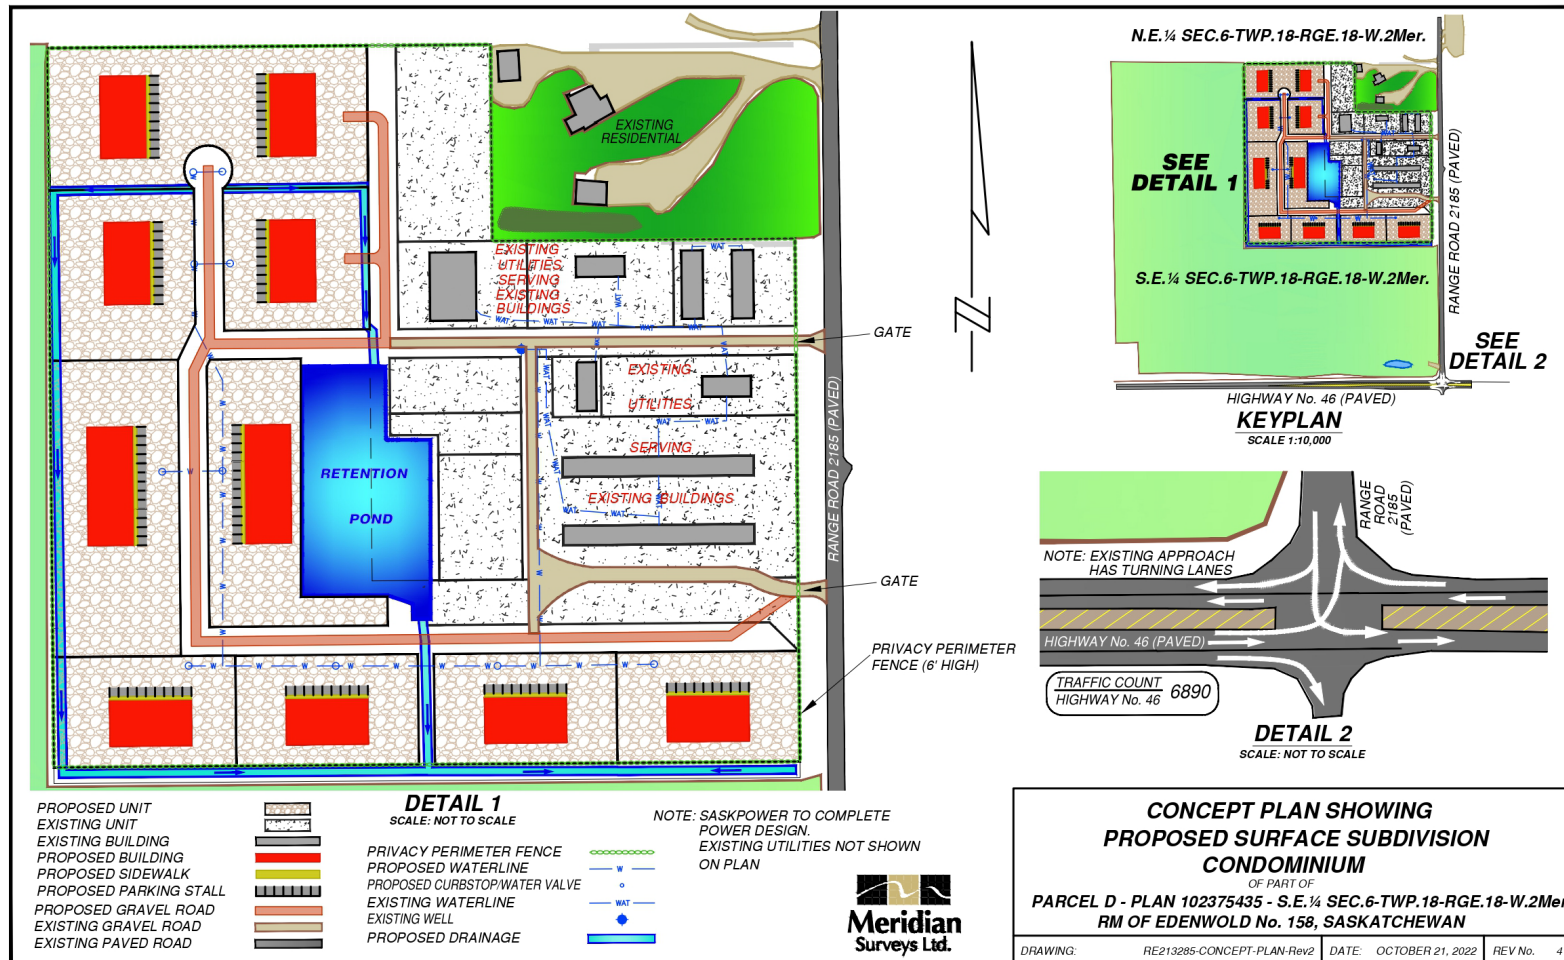 N.E.¼ SEC.6-TWP.18-RGE.18-W.2Mer.
SEE
DETAIL 1
RANGE ROAD 2185 (PAVED)
S.E.¼ SEC.6-TWP.18-RGE.18-W.2Mer.
SEE
DETAIL 2
HIGHWAY No. 46 (PAVED)
KEYPLAN
SCALE 1:10,000
EXISTING
RESIDENTIAL
EXISTING
UTILITIES
SERVING
EXISTING
BUILDINGS
GATE
EXISTING
UTILITIES
SERVING
EXISTING BUILDINGS
RETENTION
POND
RANGE ROAD 2185 (PAVED)
GATE
PRIVACY PERIMETER
FENCE (6' HIGH)
RANGE
ROAD
2185
(PAVED)
NOTE: EXISTING APPROACH
HAS TURNING LANES
HIGHWAY No. 46 (PAVED)
TRAFFIC COUNT
HIGHWAY No. 46
6890
DETAIL 2
SCALE: NOT TO SCALE
DETAIL 1
SCALE: NOT TO SCALE
PROPOSED UNIT
EXISTING UNIT
EXISTING BUILDING
PROPOSED BUILDING
PROPOSED SIDEWALK
PROPOSED PARKING STALL
PROPOSED GRAVEL ROAD
EXISTING GRAVEL ROAD
EXISTING PAVED ROAD
PRIVACY PERIMETER FENCE
PROPOSED WATERLINE W
PROPOSED CURBSTOP/WATER VALVE
EXISTING WATERLINE WAT
EXISTING WELL
PROPOSED DRAINAGE
NOTE: SASKPOWER TO COMPLETE
POWER DESIGN.
EXISTING UTILITIES NOT SHOWN
ON PLAN
Meridian
Surveys Ltd.
CONCEPT PLAN SHOWING
PROPOSED SURFACE SUBDIVISION
CONDOMINIUM
OF PART OF
PARCEL D - PLAN 102375435 - S.E.¼ SEC.6-TWP.18-RGE.18-W.2Mer
RM OF EDENWOLD No. 158, SASKATCHEWAN
DRAWING: RE213285-CONCEPT-PLAN-Rev2 DATE: OCTOBER 21, 2022 REV No. 4